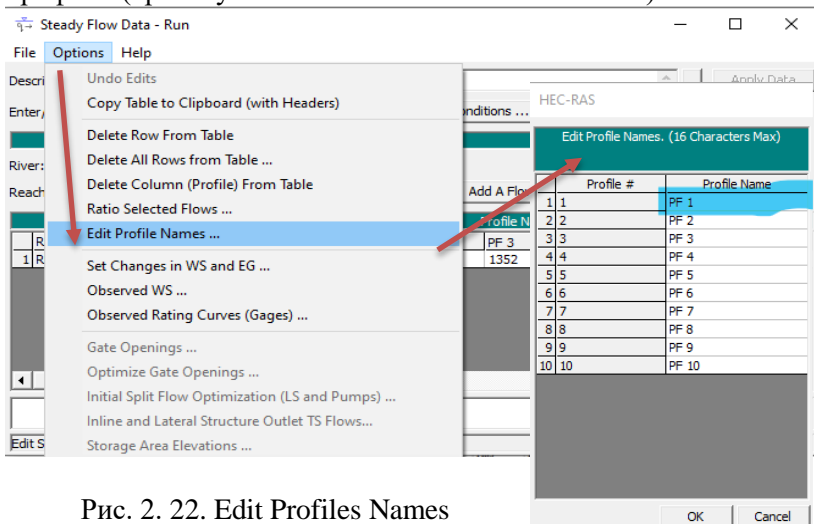 Steady Flow Data - Run
File Options Help
Descri
Apply Data
Enter/
onditions ...
River:
Reach
Add A Flo
Profile N
R
PF 3
1 R
1352
Edit S
Undo Edits
Copy Table to Clipboard (with Headers)
Delete Row From Table
Delete All Rows from Table ...
Delete Column (Profile) From Table
Ratio Selected Flows ...
Edit Profile Names ...
Set Changes in WS and EG ...
Observed WS ...
Observed Rating Curves (Gages) ...
Gate Openings ...
Optimize Gate Openings ...
Initial Split Flow Optimization (LS and Pumps) ...
Inline and Lateral Structure Outlet TS Flows...
Storage Area Elevations ...
HEC-RAS
Edit Profile Names. (16 Characters Max)
Profile # Profile Name
1 1 PF 1
2 2 PF 2
3 3 PF 3
4 4 PF 4
5 5 PF 5
6 6 PF 6
7 7 PF 7
8 8 PF 8
9 9 PF 9
10 10 PF 10
OK Cancel
Рис. 2. 22. Edit Profiles Names